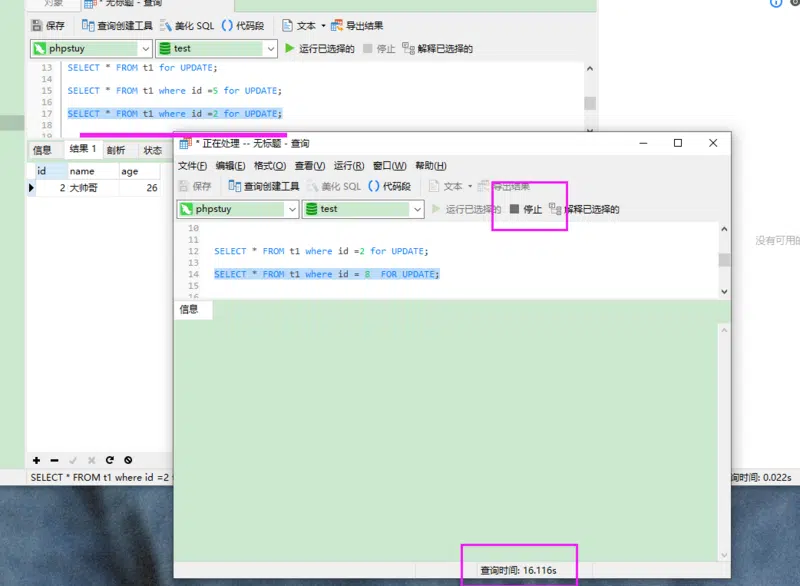 对象
* 无标题 - 查询
保存 查询创建工具 美化 SQL () 代码段 文本 导出结果
phpstuy test 运行已选择的 停止 解释已选择的
13 SELECT * FROM t1 for UPDATE;
14
15 SELECT * FROM t1 where id =5 for UPDATE;
16
17 SELECT * FROM t1 where id =2 for UPDATE;
18
19
信息 结果 1 剖析 状态
id name age
2 大帅哥 26
SELECT * FROM t1 where id =2
询时间: 0.022s
没有可用的
* 正在处理 -- 无标题 - 查询
文件(F) 编辑(E) 格式(O) 查看(V) 运行(R) 窗口(W) 帮助(H)
保存 查询创建工具 美化 SQL () 代码段 文本 导出结果
phpstuy test 运行已选择的 停止 解释已选择的
10
11
12 SELECT * FROM t1 where id =2 for UPDATE;
13
14 SELECT * FROM t1 where id = 8 FOR UPDATE;
15
16
信息
查询时间: 16.116s